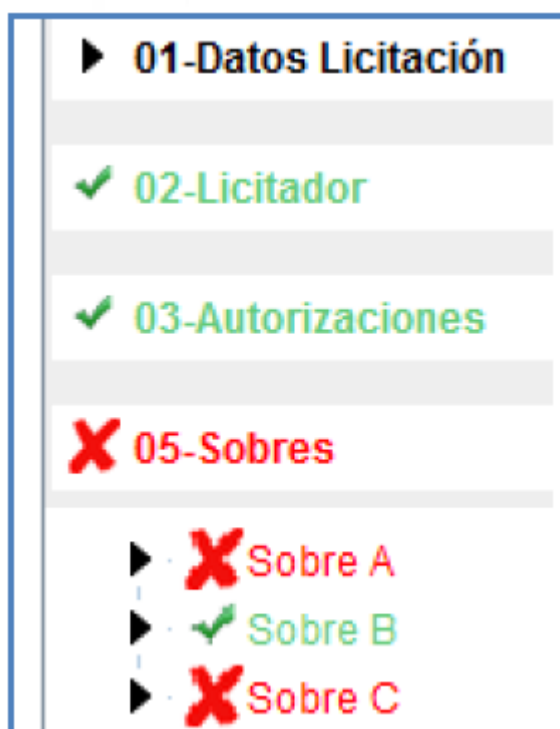 01-Datos Licitación
02-Licitador
03-Autorizaciones
05-Sobres
Sobre A
Sobre B
Sobre C